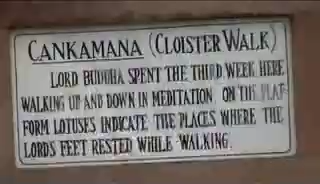 CANKAMANA (CLOISTER WALK)
LORD BUDDHA SPENT THE THIRD WEEK HERE
WALKING UP AND DOWN IN MEDITATION ON THE PLAT-
FORM LOTUSES INDICATE THE PLACES WHERE THE
LORDS FEET RESTED WHILE WALKING.